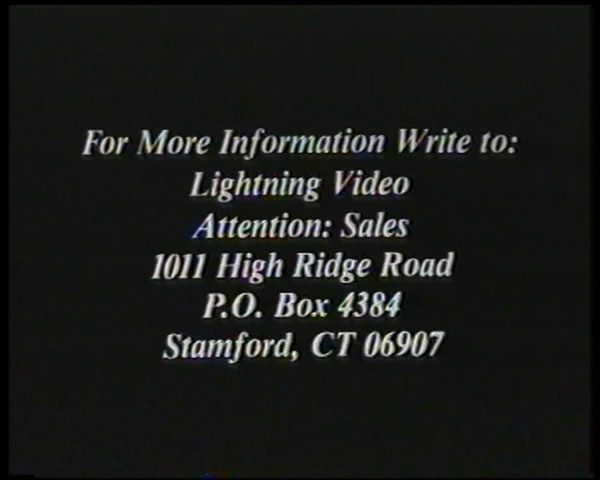 For More Information Write to:
Lightning Video
Attention: Sales
1011 High Ridge Road
P.O. Box 4384
Stamford, CT 06907